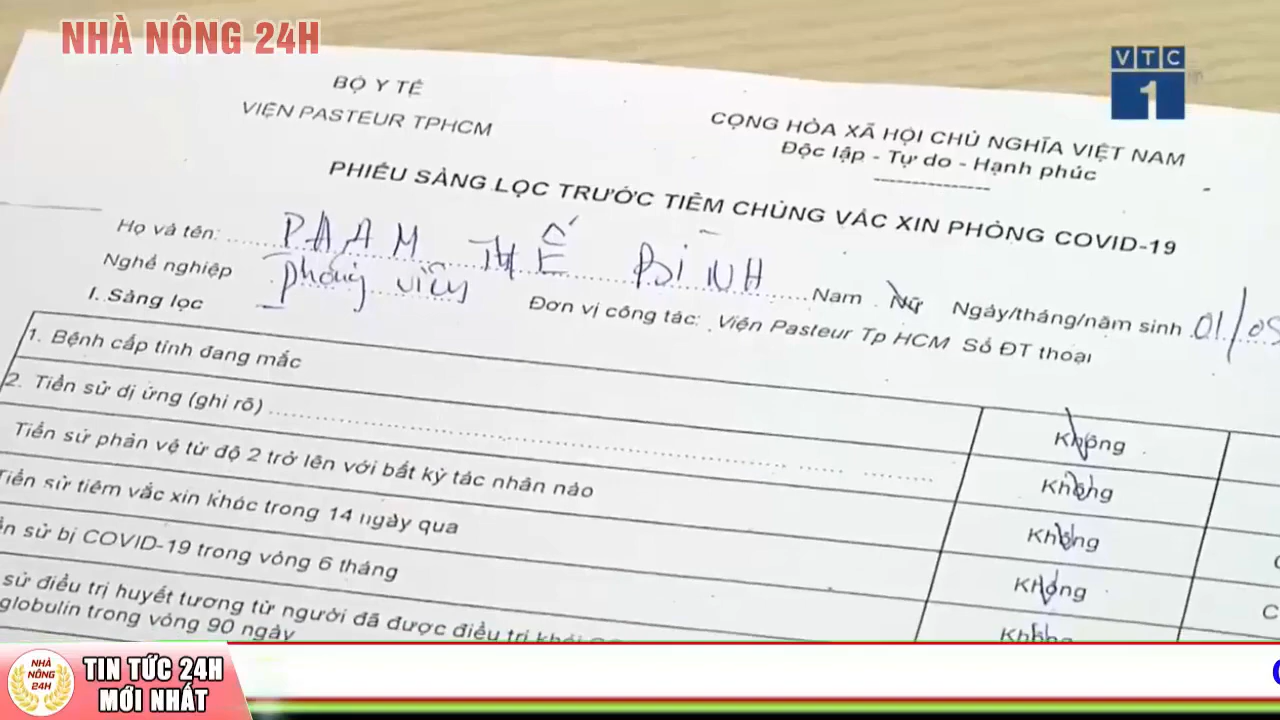 NHÀ NÔNG 24H
VTC
1
BỘ Y TẾ
VIỆN PASTEUR TPHCM
CỘNG HÒA XÃ HỘI CHỦ NGHĨA VIỆT NAM
Độc lập - Tự do - Hạnh phúc
PHIẾU SÀNG LỌC TRƯỚC TIÊM CHỦNG VẮC XIN PHÒNG COVID-19
Họ và tên: PHẠM THẾ BÌNH Nam Nữ Ngày/tháng/năm sinh 01/05
Nghề nghiệp phóng viên Đơn vị công tác: Viện Pasteur Tp HCM Số ĐT thoại
I. Sàng lọc
1. Bệnh cấp tính đang mắc Không
2. Tiền sử dị ứng (ghi rõ) Không
Tiền sử phản vệ từ độ 2 trở lên với bất kỳ tác nhân nào Không
Tiền sử tiêm vắc xin khác trong 14 ngày qua Không
sử bị COVID-19 trong vòng 6 tháng Không
sử điều trị huyết tương từ người đã được điều trị khỏi
globulin trong vòng 90 ngày
NHÀ NÔNG 24H
TIN TỨC 24H
MỚI NHẤT